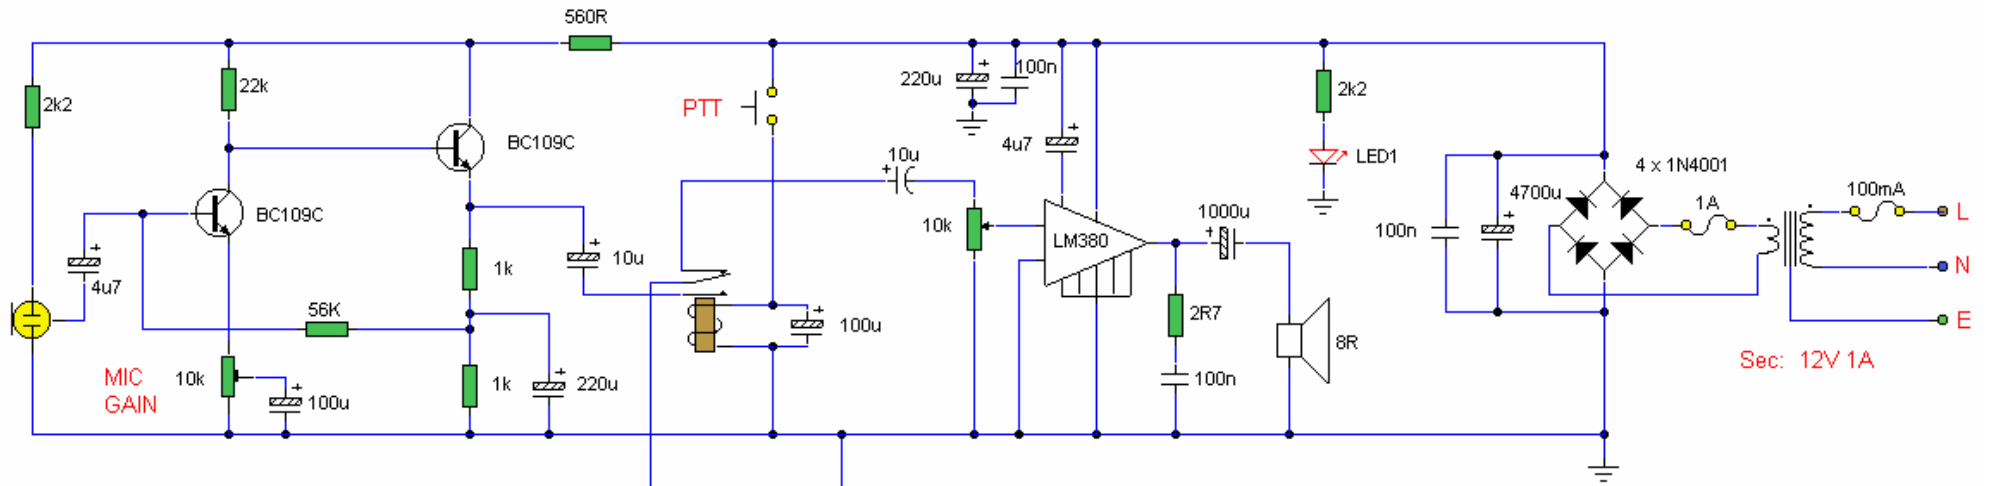 560R
22k
2k2
BC109C
BC109C
4u7
56K
MIC
GAIN
10k
100u
1k
1k
10u
220u
PTT
100u
10u
10k
220u
100n
4u7
LM380
1000u
2R7
100n
8R
2k2
LED1
100n
4700u
4 x 1N4001
1A
100mA
L
N
E
Sec: 12V 1A
+
+
+
+
+
+
+
+
+
+